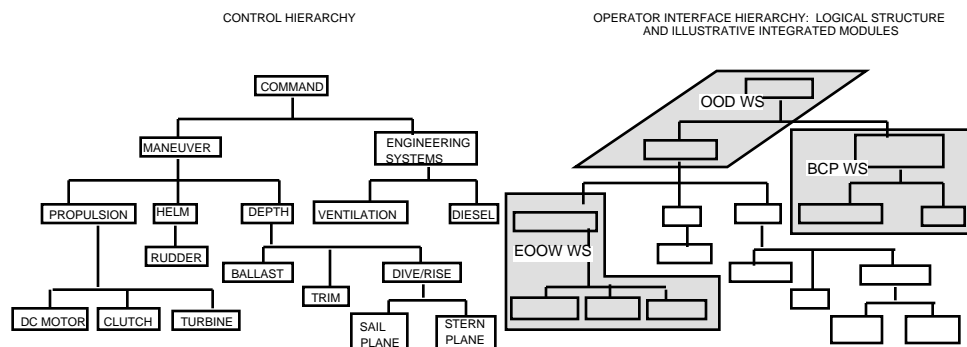 CONTROL HIERARCHY
OPERATOR INTERFACE HIERARCHY: LOGICAL STRUCTURE
AND ILLUSTRATIVE INTEGRATED MODULES
COMMAND
MANEUVER
ENGINEERING
SYSTEMS
PROPULSION
HELM
DEPTH
VENTILATION
DIESEL
RUDDER
BALLAST
TRIM
DIVE/RISE
DC MOTOR
CLUTCH
TURBINE
SAIL
PLANE
STERN
PLANE
OOD WS
BCP WS
EOOW WS